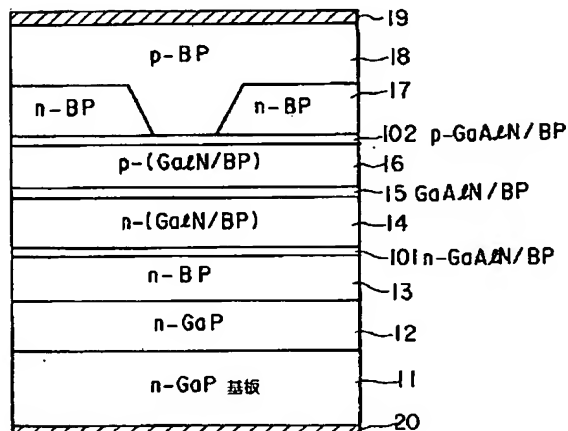 19
p-BP
18
17
n-BP
n-BP
102 p-GaAlN/BP
p-(GalN/BP)
16
15 GaAlN/BP
n-(GalN/BP)
14
101 n-GaAlN/BP
n-BP
13
n-GaP
12
n-GaP 基板
11
20